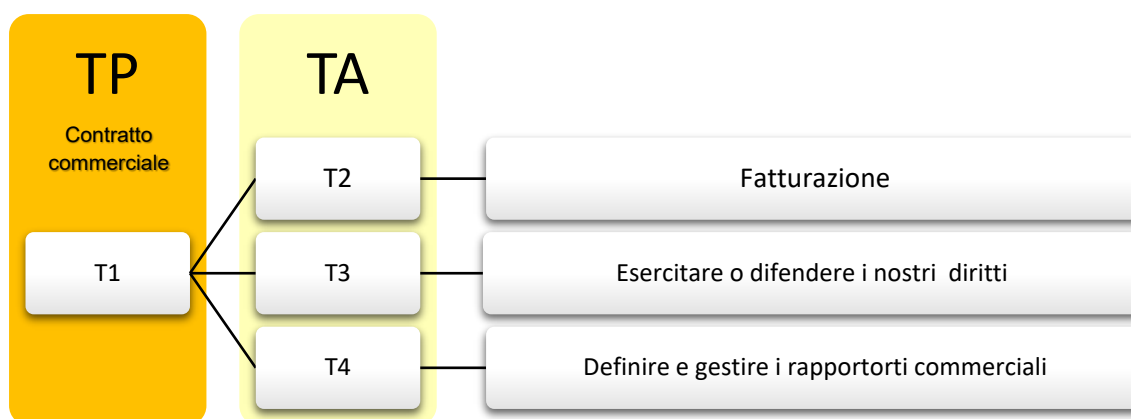 TP
Contratto
commerciale
T1
TA
T2
Fatturazione
T3
Esercitare o difendere i nostri diritti
T4
Definire e gestire i rapportorti commerciali